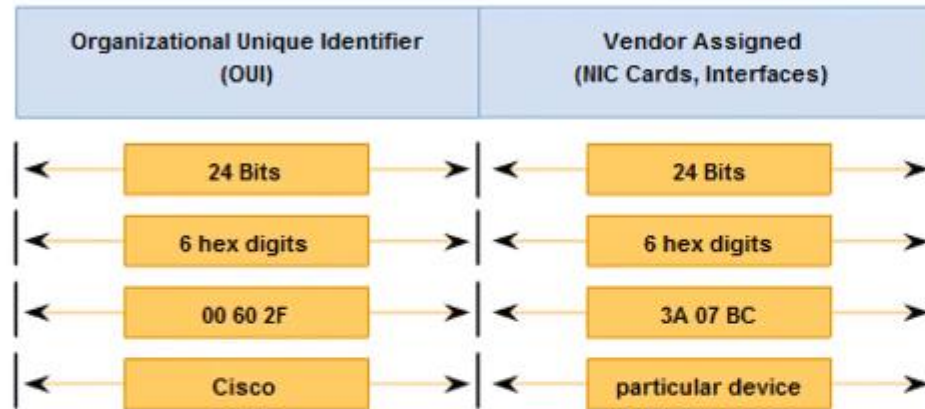 Organizational Unique Identifier
(OUI)
Vendor Assigned
(NIC Cards, Interfaces)
24 Bits
24 Bits
6 hex digits
6 hex digits
00 60 2F
3A 07 BC
Cisco
particular device